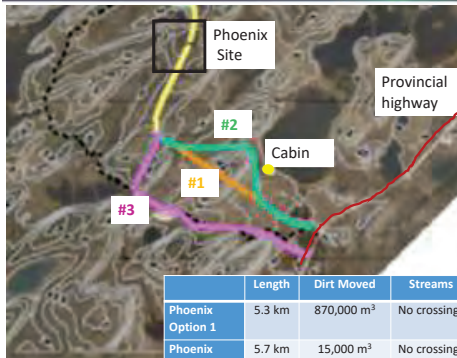 Phoenix
Site
Provincial
highway
#2
Cabin
#1
#3
Length Dirt Moved Streams
Phoenix Option 1 5.3 km 870,000 m³ No crossing
Phoenix 5.7 km 15,000 m³ No crossing